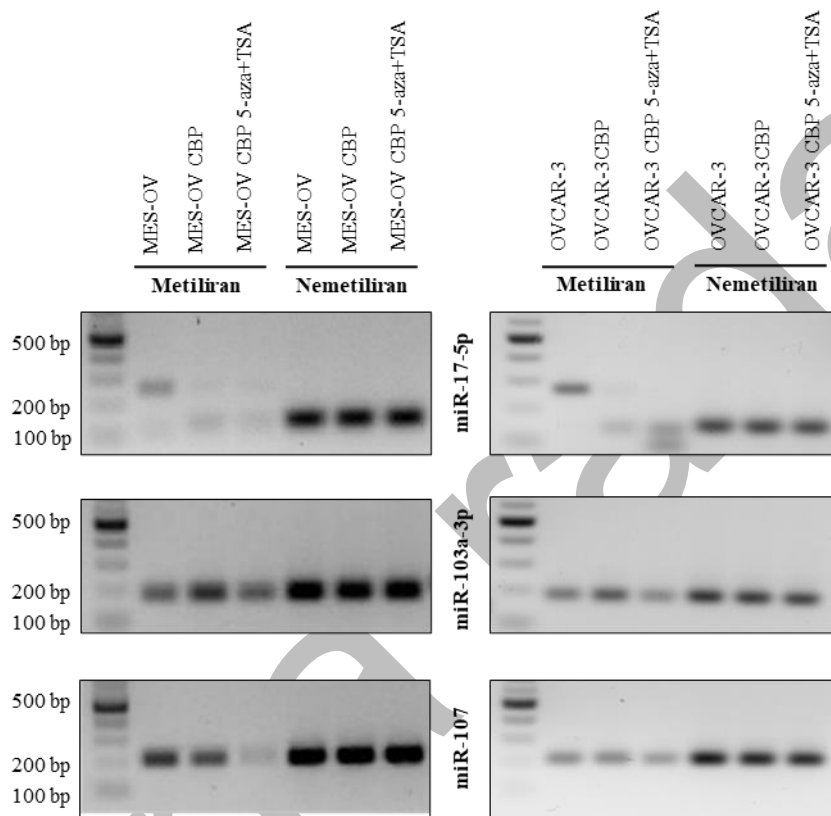 MES-OV
MES-OV CBP
MES-OV CBP 5-aza+TSA
MES-OV
MES-OV CBP
MES-OV CBP 5-aza+TSA
OVCAR-3
OVCAR-3CBP
OVCAR-3 CBP 5-aza+TSA
OVCAR-3
OVCAR-3CBP
OVCAR-3 CBP 5-aza+TSA
Metiliran
Nemetiliran
Metiliran
Nemetiliran
500 bp
200 bp
100 bp
miR-17-5p
500 bp
200 bp
100 bp
miR-103a-3p
500 bp
200 bp
100 bp
miR-107